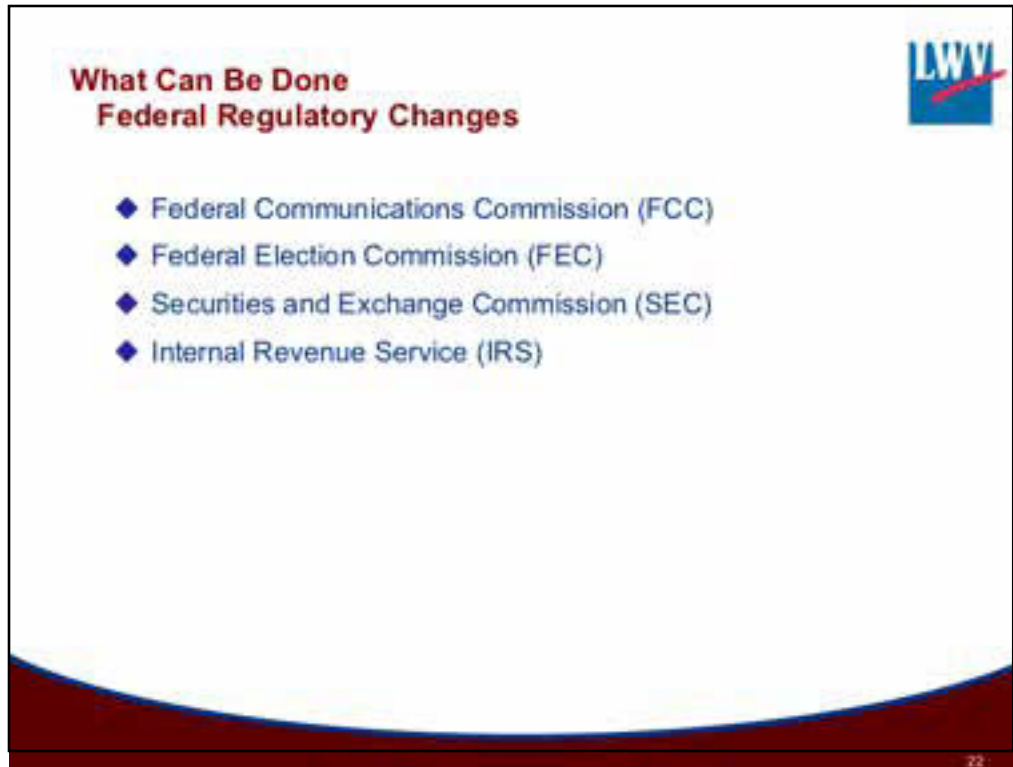 LWV
What Can Be Done
Federal Regulatory Changes
◆ Federal Communications Commission (FCC)
◆ Federal Election Commission (FEC)
◆ Securities and Exchange Commission (SEC)
◆ Internal Revenue Service (IRS)
22